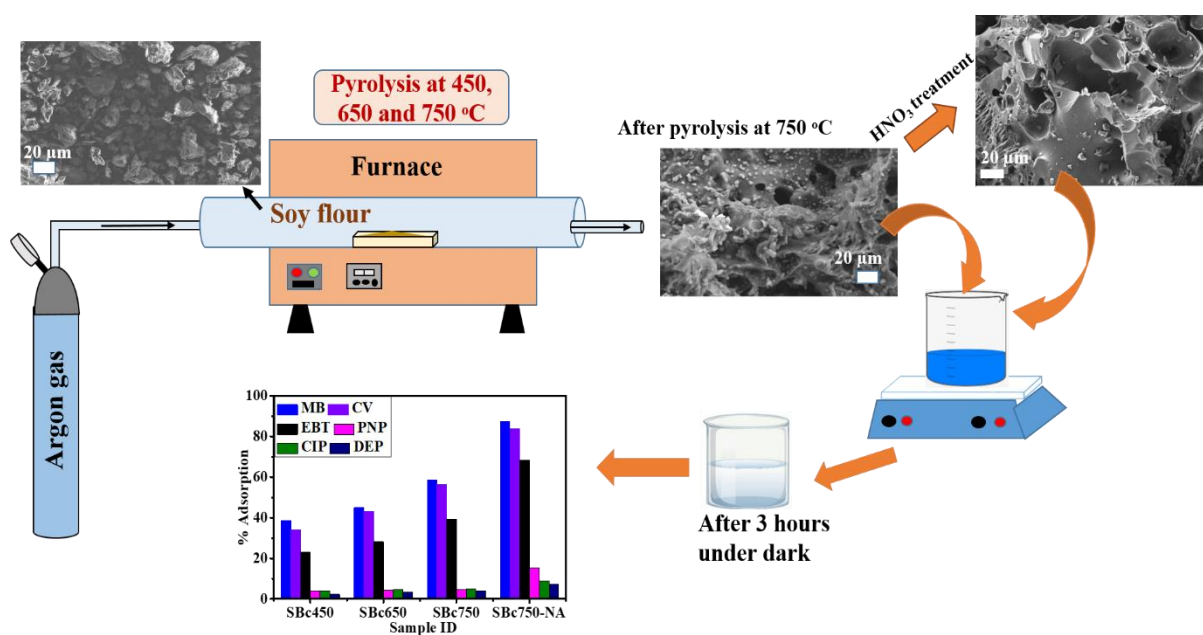 20 µm
Pyrolysis at 450,
650 and 750 °C
Furnace
Soy flour
Argon gas
After pyrolysis at 750 °C
20 µm
HNO₃ treatment
20 µm
After 3 hours
under dark
% Adsorption
100
80
60
40
20
0
MB CV
EBT PNP
CIP DEP
SBc450 SBc650 SBc750 SBc750-NA
Sample ID